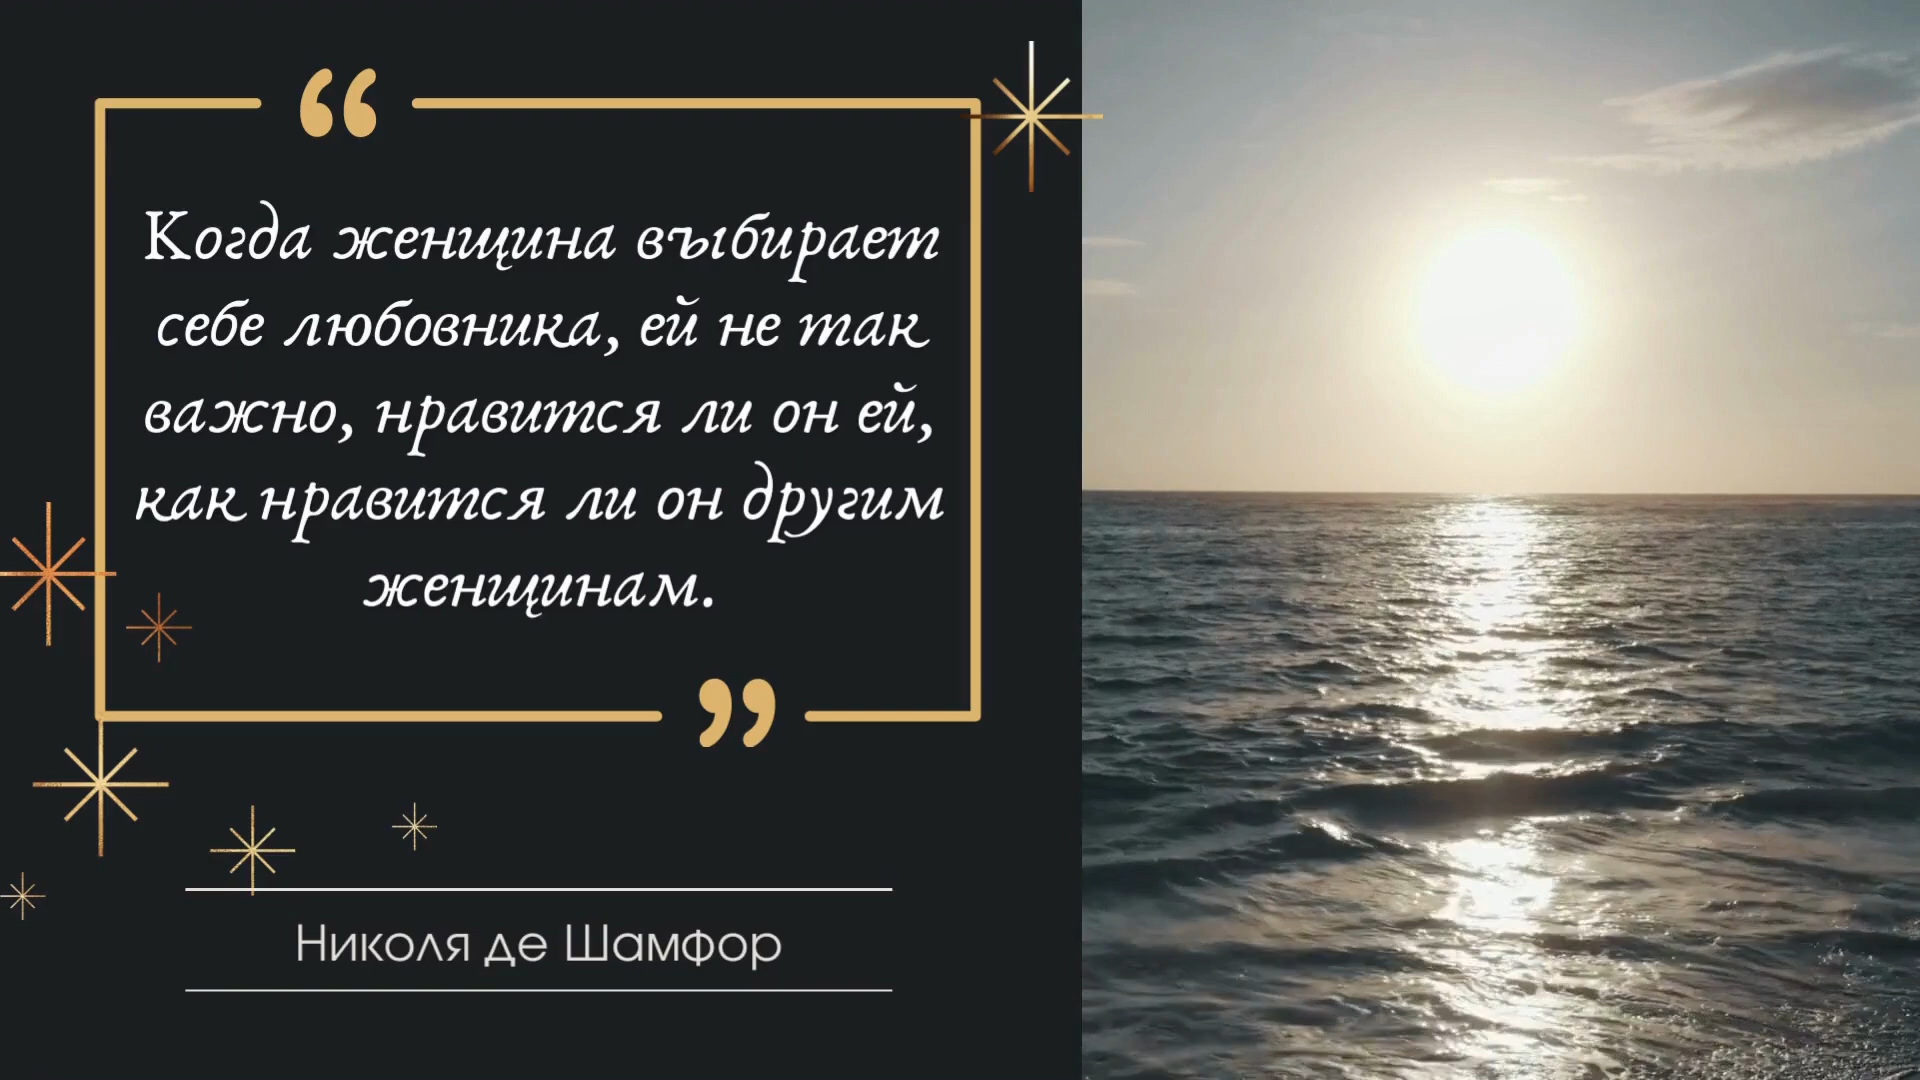 “
Когда женщина выбирает
себе любовника, ей не так
важно, нравится ли он ей,
как нравится ли он другим
женщинам.
”
Николя де Шамфор